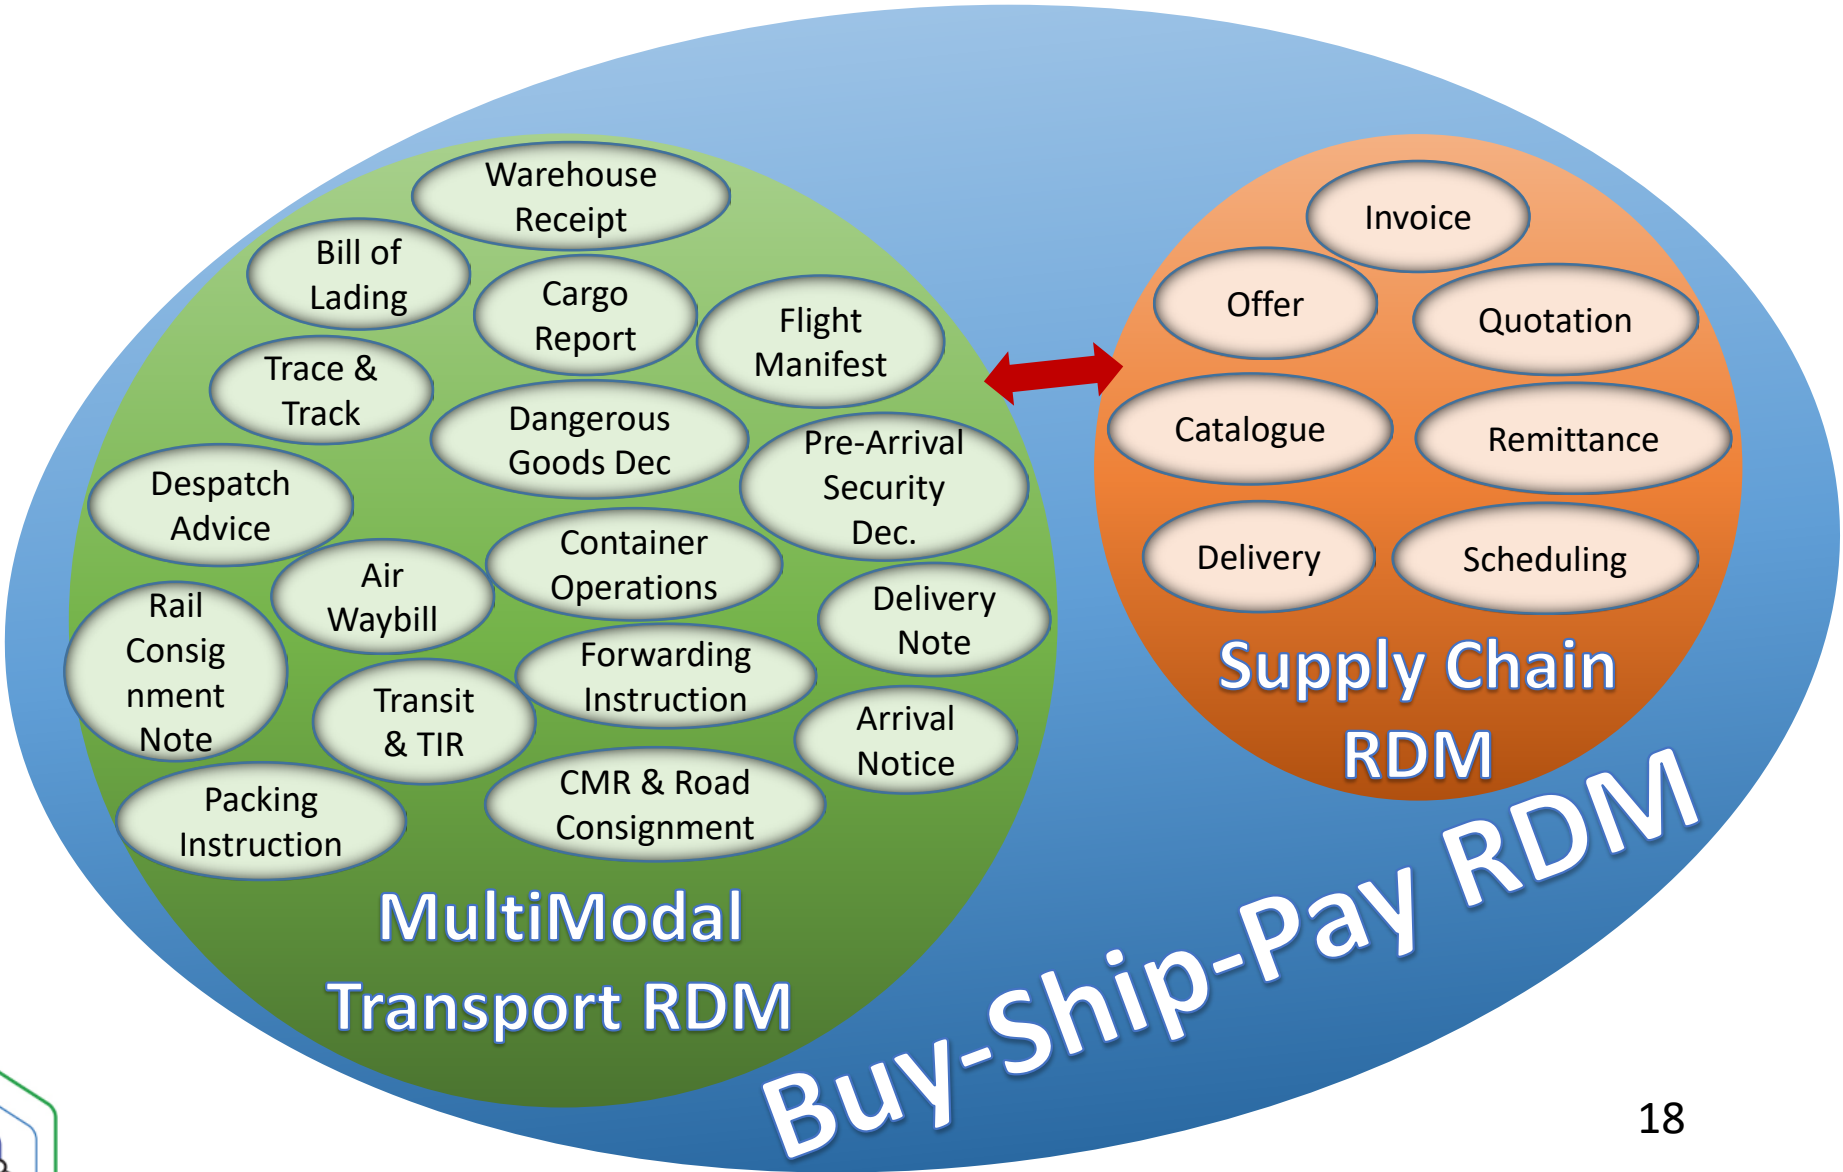 Warehouse
Receipt
Bill of
Lading
Cargo
Report
Flight
Manifest
Trace &
Track
Dangerous
Goods Dec
Pre-Arrival
Security
Dec.
Despatch
Advice
Container
Operations
Air
Waybill
Rail
Consig
nment
Note
Delivery
Note
Forwarding
Instruction
Transit
& TIR
Arrival
Notice
CMR & Road
Consignment
Packing
Instruction
MultiModal
Transport RDM
Invoice
Offer
Quotation
Catalogue
Remittance
Delivery
Scheduling
Supply Chain
RDM
Buy-Ship-Pay RDM
18